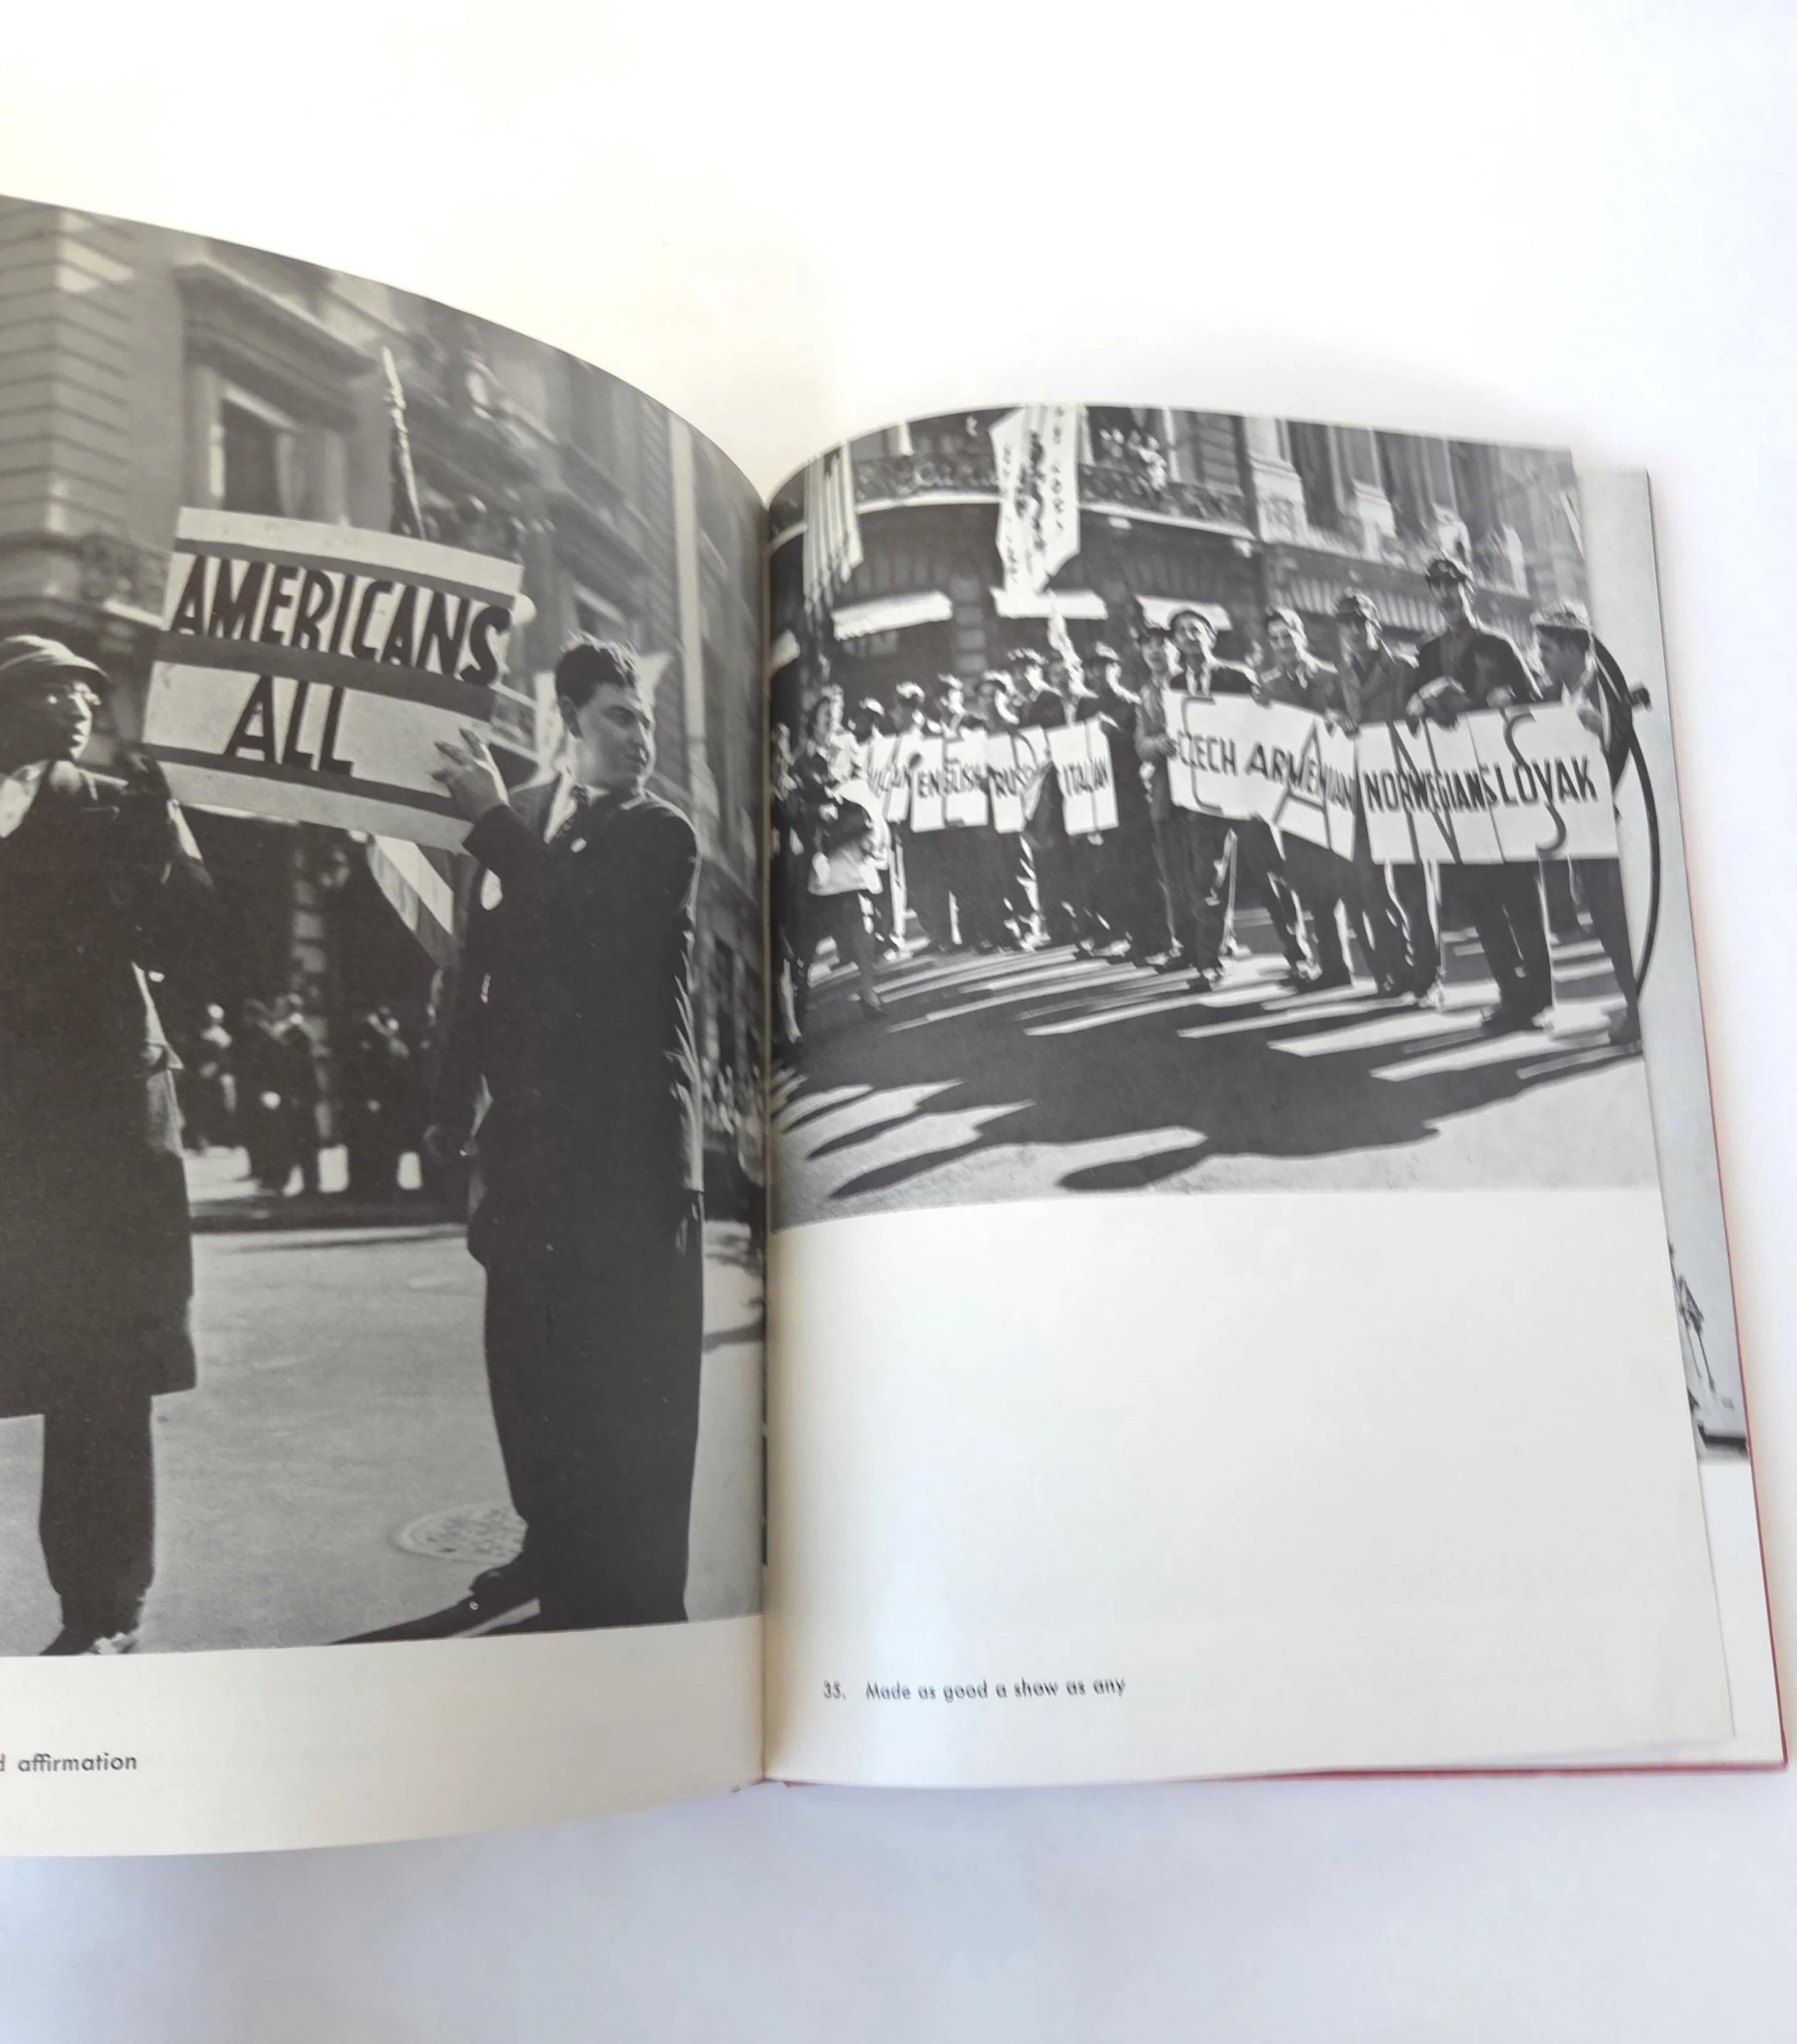 AMERICANS
ALL
affirmation
ENGLISH
ITALIAN
CZECH ARMENIAN NORWEGIAN SLOVAK
C A N S
35. Made as good a show as any